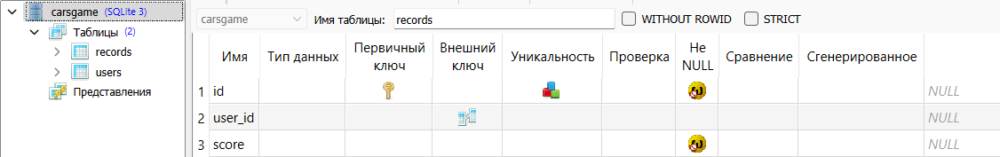 carsgame (SQLite 3)
Таблицы (2)
records
users
Представления
carsgame Имя таблицы: records WITHOUT ROWID STRICT
Имя Тип данных Первичный ключ Внешний ключ Уникальность Проверка Не NULL Сравнение Сгенерированное
1 id NULL
2 user_id NULL
3 score NULL